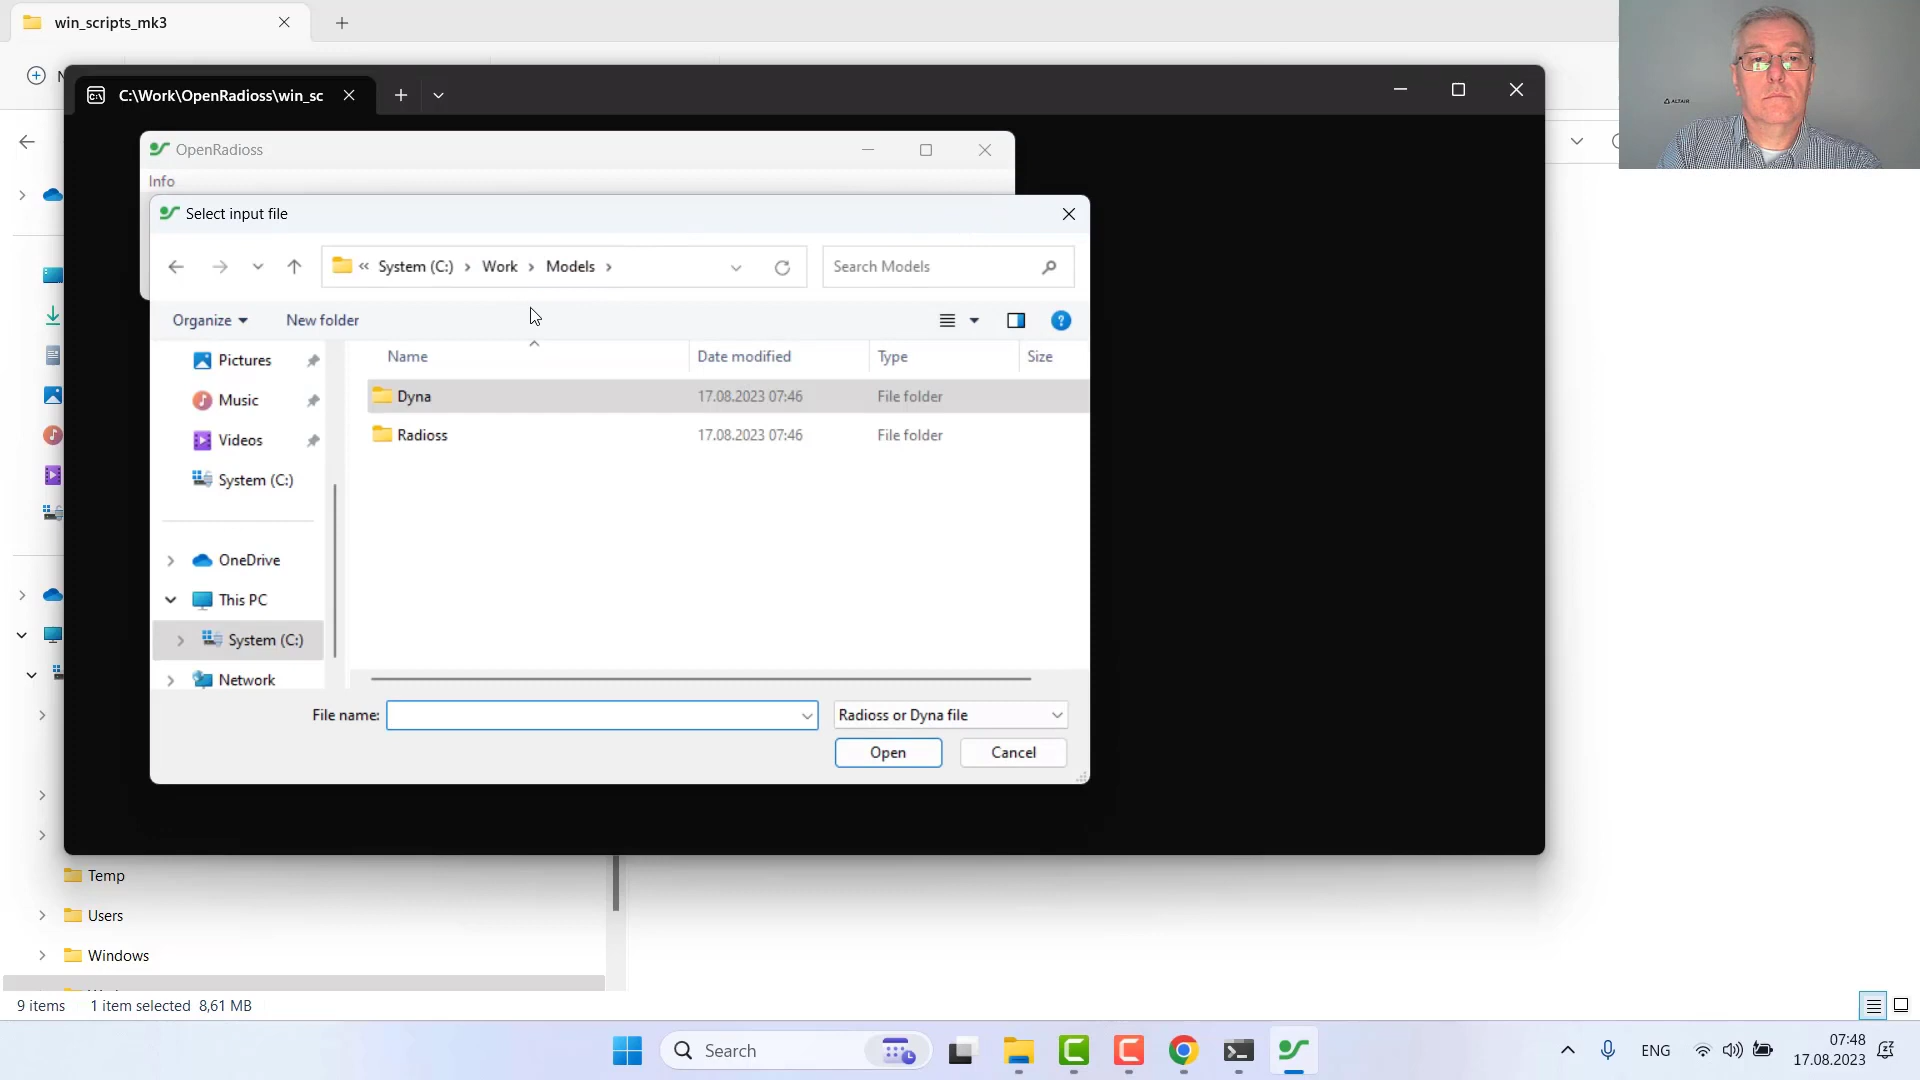 win_scripts_mk3
N
C:\Work\OpenRadioss\win_sc
ALTAIR
OpenRadioss
Info
Select input file
« System (C:) › Work › Models ›
Search Models
Organize
New folder
Name
Date modified
Type
Size
Pictures
Music
Videos
System (C:)
OneDrive
This PC
System (C:)
Network
Dyna 17.08.2023 07:46 File folder
Radioss 17.08.2023 07:46 File folder
File name:
Radioss or Dyna file
Open
Cancel
Temp
Users
Windows
9 items 1 item selected 8,61 MB
Search
ENG
07:48
17.08.2023